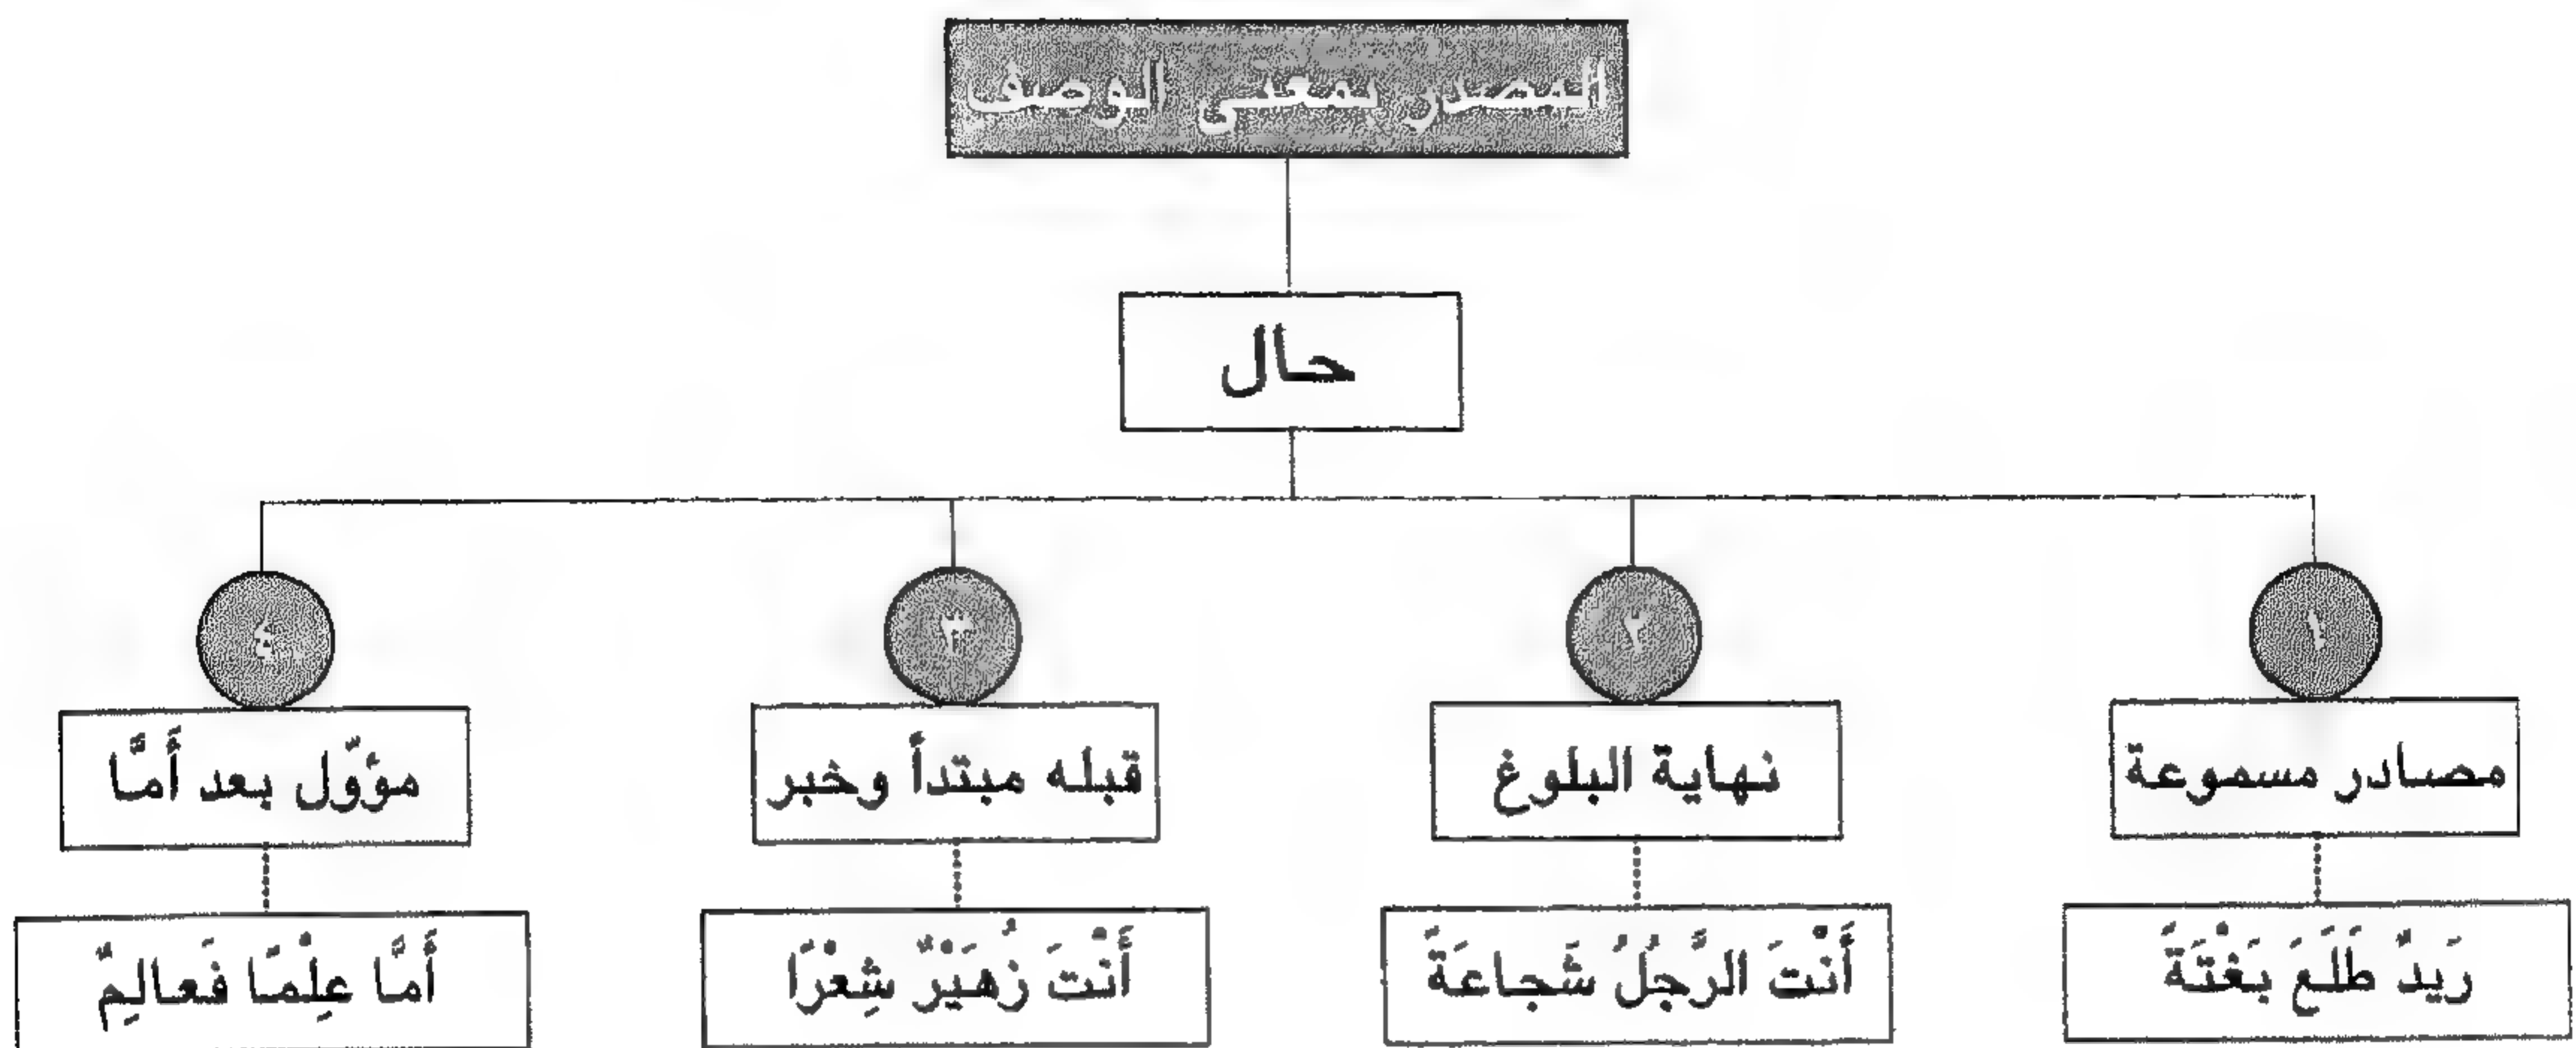 المصدر بمعنى الوصف
حال
١
٢
٣
٤
مصادر مسموعة
نهاية البلوغ
قبله مبتدأ وخبر
مؤوّل بعد أَمَّا
رَيدٌ طَلَعَ بَغْتَةً
أَنْتَ الرَّجُلُ شَجاعَةً
أَنْتَ زُهَيْرٌ شِعْرًا
أَمَّا عِلْمًا فَعالِمٌ